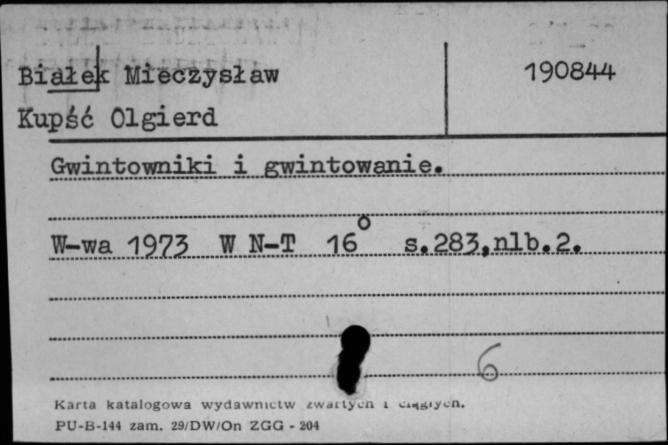 Białek Mieczysław 190844
Kupść Olgierd
Gwintowniki i gwintowanie.
W-wa 1973 W N-T 16° s.283,nlb.2.
6
Karta katalogowa wydawnictw zwartych i ciągłych.
PU-B-144 zam. 29/DW/On ZGG - 204